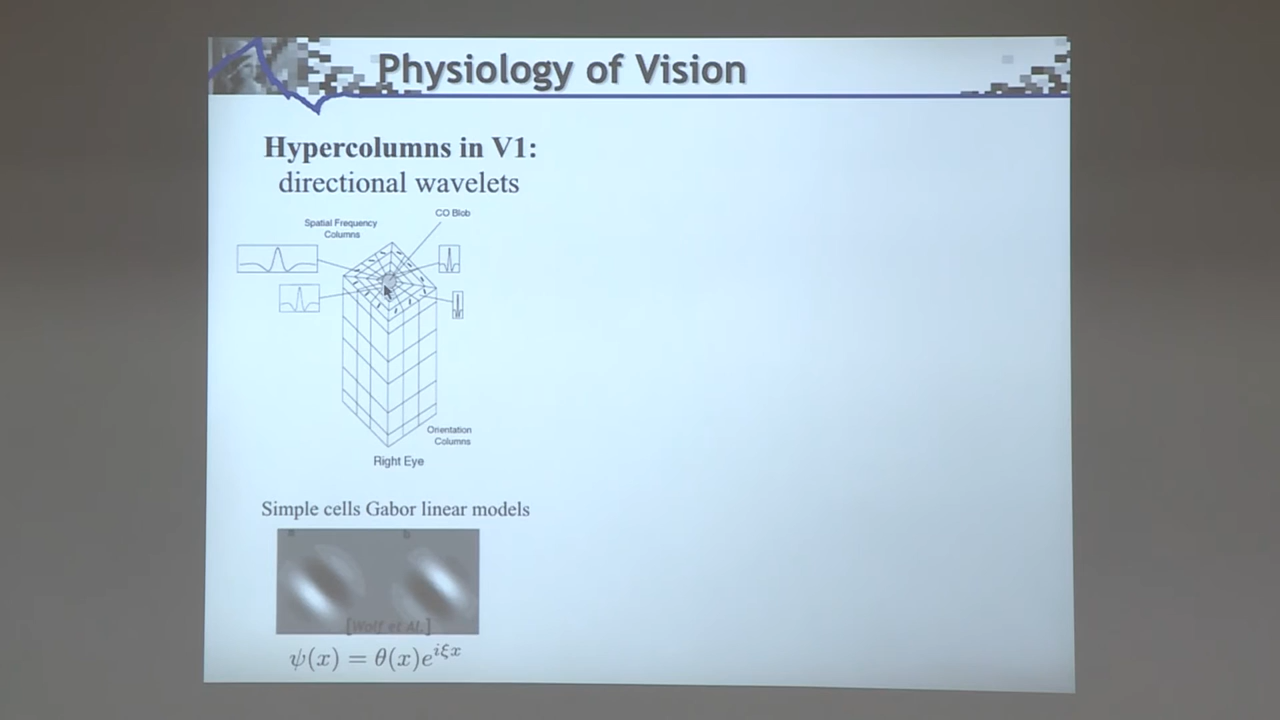 Physiology of Vision
Hypercolumns in V1:
directional wavelets
CO Blob
Spatial Frequency
Columns
Orientation
Columns
Right Eye
Simple cells Gabor linear models
a
b
[Wolf et Al.]
ψ(x) = θ(x)e^{iξx}